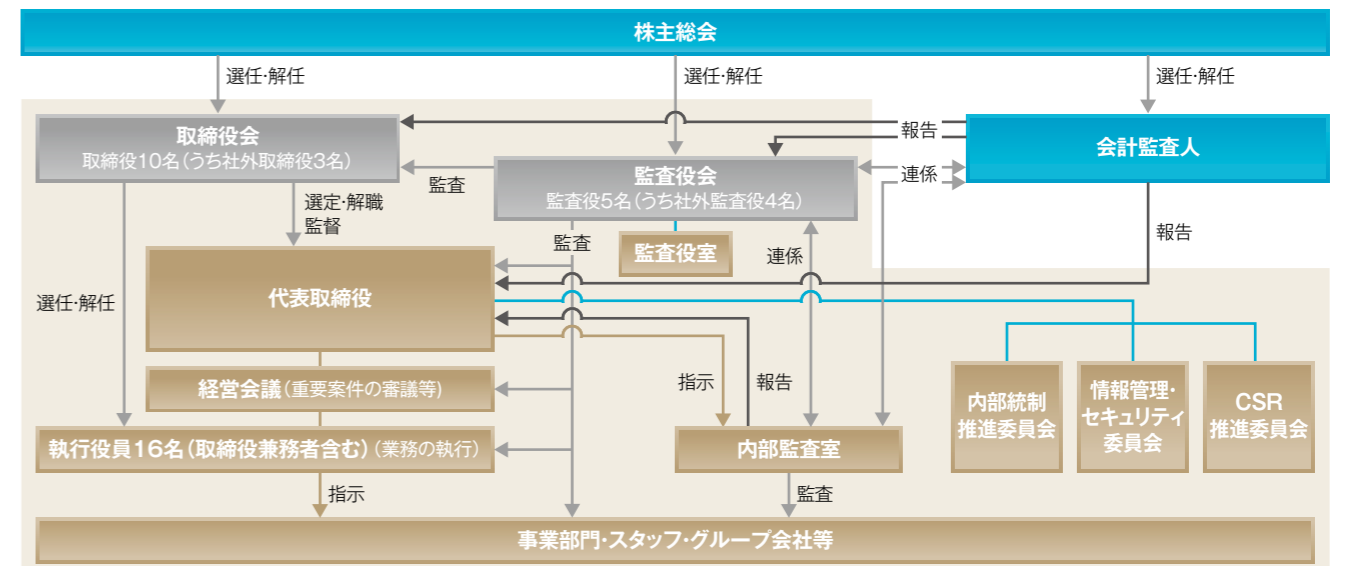 株主総会
選任・解任
選任・解任
選任・解任
取締役会
取締役10名(うち社外取締役3名)
報告
会計監査人
監査
監査役会
監査役5名(うち社外監査役4名)
連係
選定・解職
監督
監査
監査役室
連係
報告
代表取締役
選任・解任
経営会議(重要案件の審議等)
指示
報告
内部統制
推進委員会
情報管理・
セキュリティ
委員会
CSR
推進委員会
執行役員16名(取締役兼務者含む)(業務の執行)
内部監査室
指示
監査
事業部門・スタッフ・グループ会社等